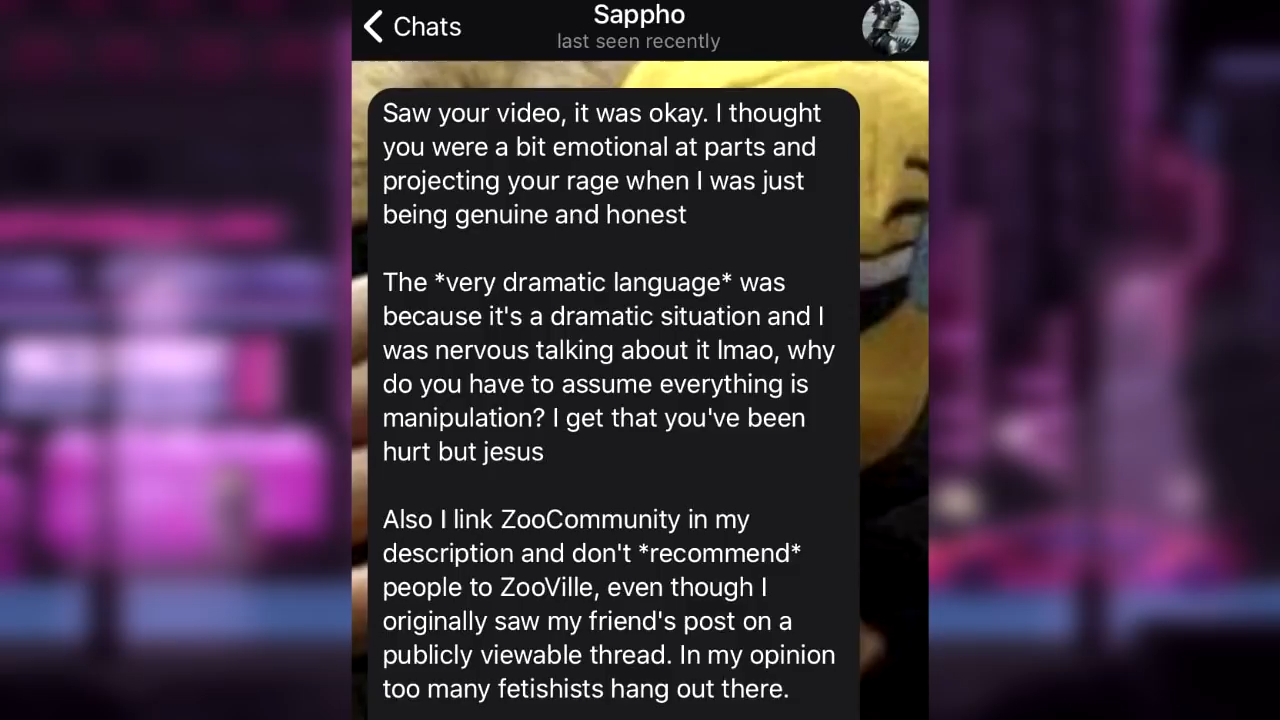 Chats
Sappho
last seen recently
Saw your video, it was okay. I thought
you were a bit emotional at parts and
projecting your rage when I was just
being genuine and honest
The *very dramatic language* was
because it's a dramatic situation and I
was nervous talking about it lmao, why
do you have to assume everything is
manipulation? I get that you've been
hurt but jesus
Also I link ZooCommunity in my
description and don't *recommend*
people to ZooVille, even though I
originally saw my friend's post on a
publicly viewable thread. In my opinion
too many fetishists hang out there.